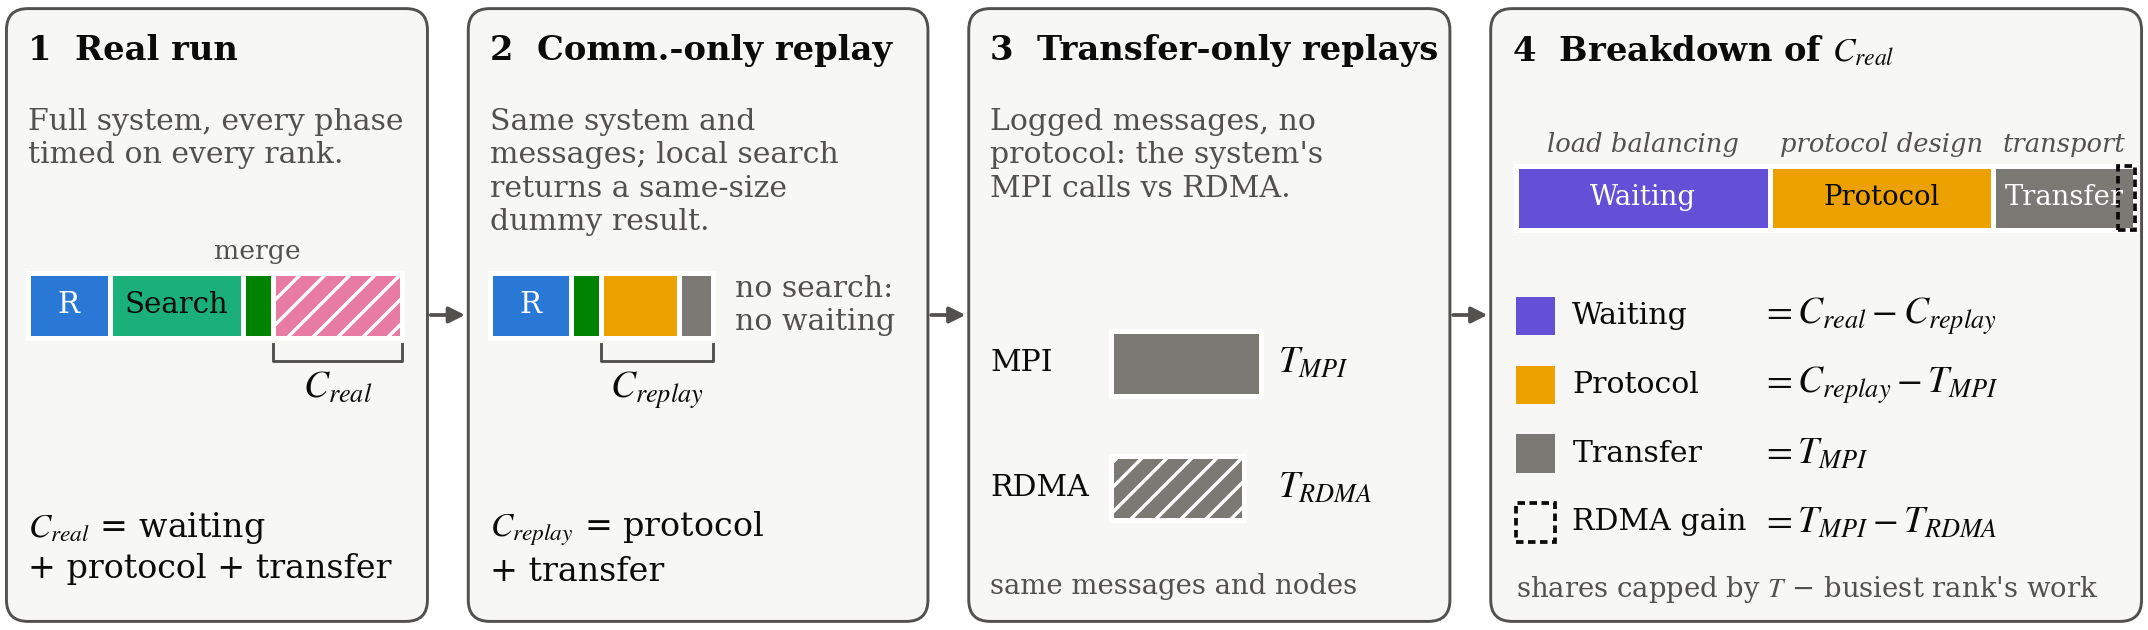 1 Real run
Full system, every phase
timed on every rank.
merge
R
Search
C_real
C_real = waiting
+ protocol + transfer
2 Comm.-only replay
Same system and
messages; local search
returns a same-size
dummy result.
R
no search:
no waiting
C_replay
C_replay = protocol
+ transfer
3 Transfer-only replays
Logged messages, no
protocol: the system's
MPI calls vs RDMA.
MPI T_MPI
RDMA T_RDMA
same messages and nodes
4 Breakdown of C_real
load balancing protocol design transport
Waiting Protocol Transfer
Waiting = C_real − C_replay
Protocol = C_replay − T_MPI
Transfer = T_MPI
RDMA gain = T_MPI − T_RDMA
shares capped by T − busiest rank's work